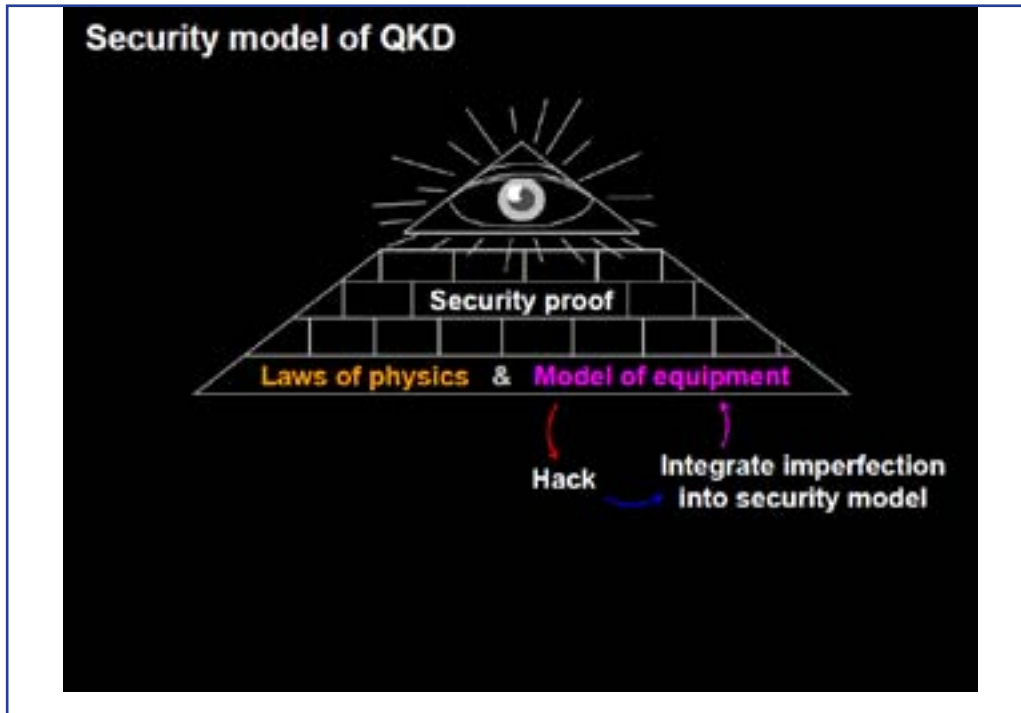 Security model of QKD
Security proof
Laws of physics & Model of equipment
Hack
Integrate imperfection
into security model